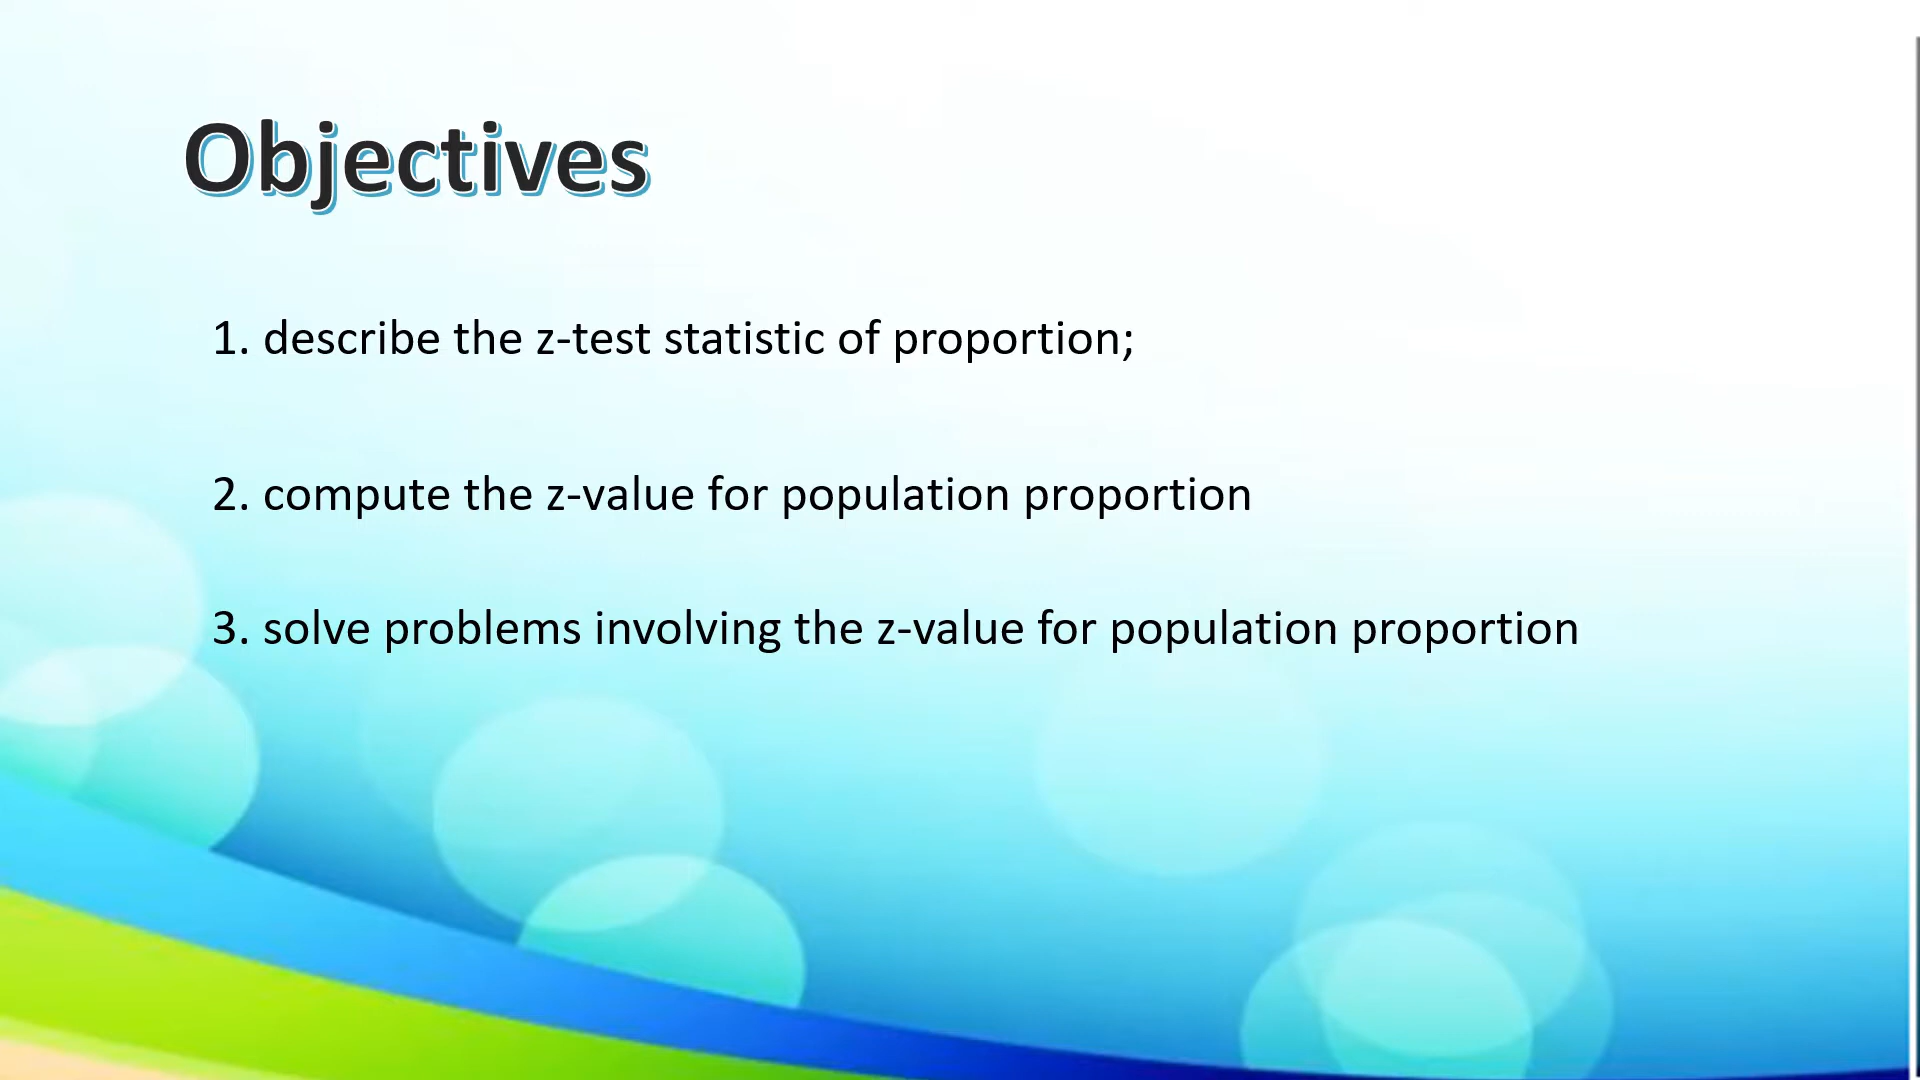 Objectives
1. describe the z-test statistic of proportion;
2. compute the z-value for population proportion
3. solve problems involving the z-value for population proportion